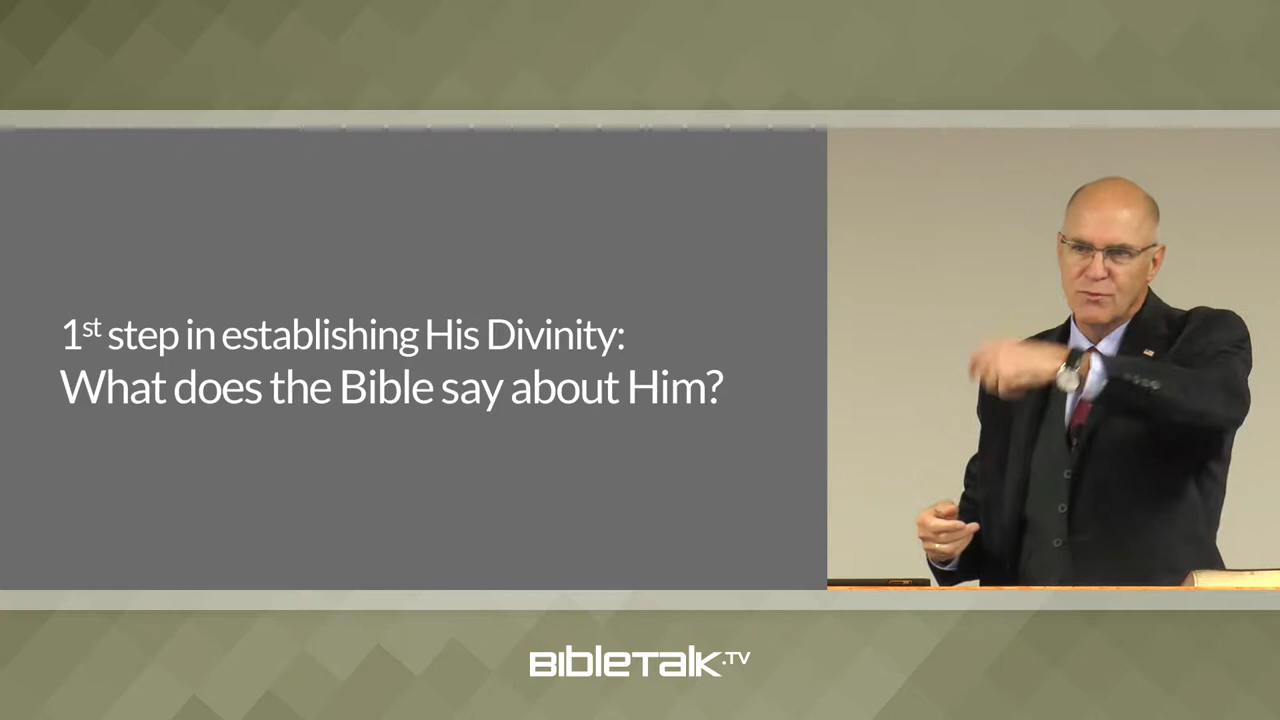 1st step in establishing His Divinity:
What does the Bible say about Him?
BibleTalk.TV